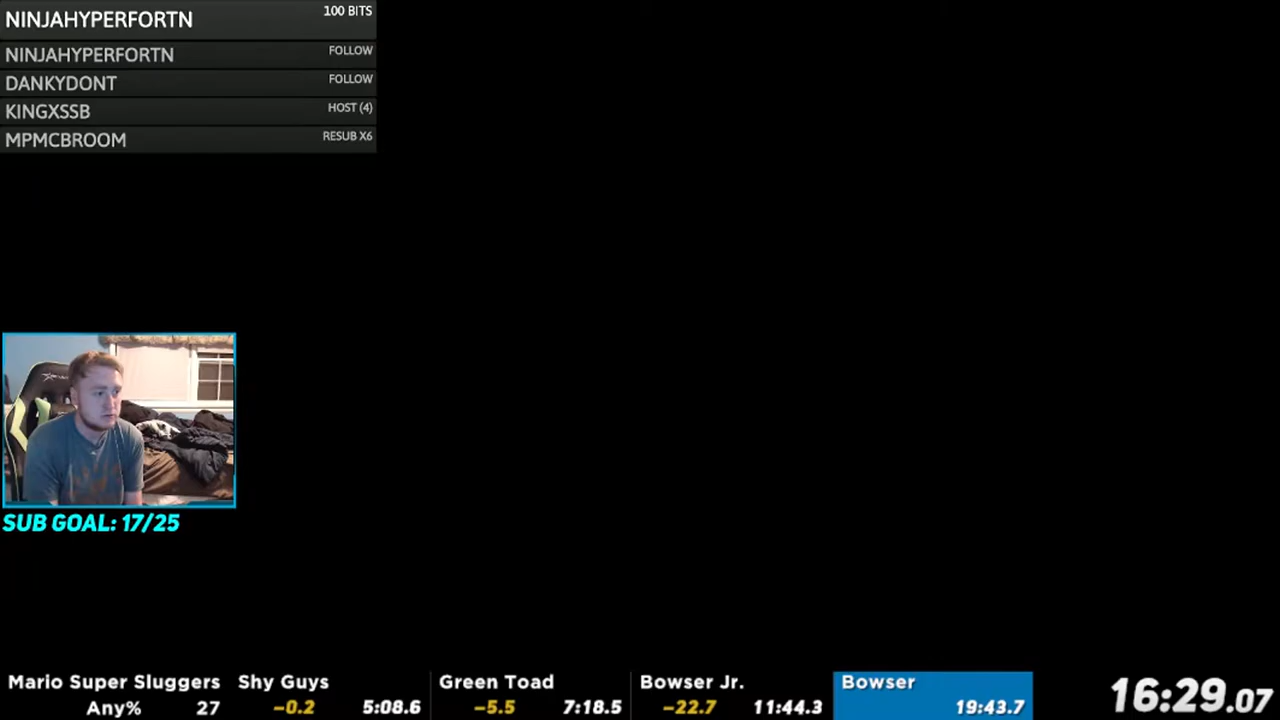 NINJAHYPERFORTN 100 BITS
NINJAHYPERFORTN FOLLOW
DANKYDONT FOLLOW
KINGXSSB HOST (4)
MPMCBROOM RESUB X6
SUB GOAL: 17/25
Mario Super Sluggers Shy Guys Green Toad Bowser Jr. Bowser
Any% 27 -0.2 5:08.6 -5.5 7:18.5 -22.7 11:44.3 19:43.7 16:29.07